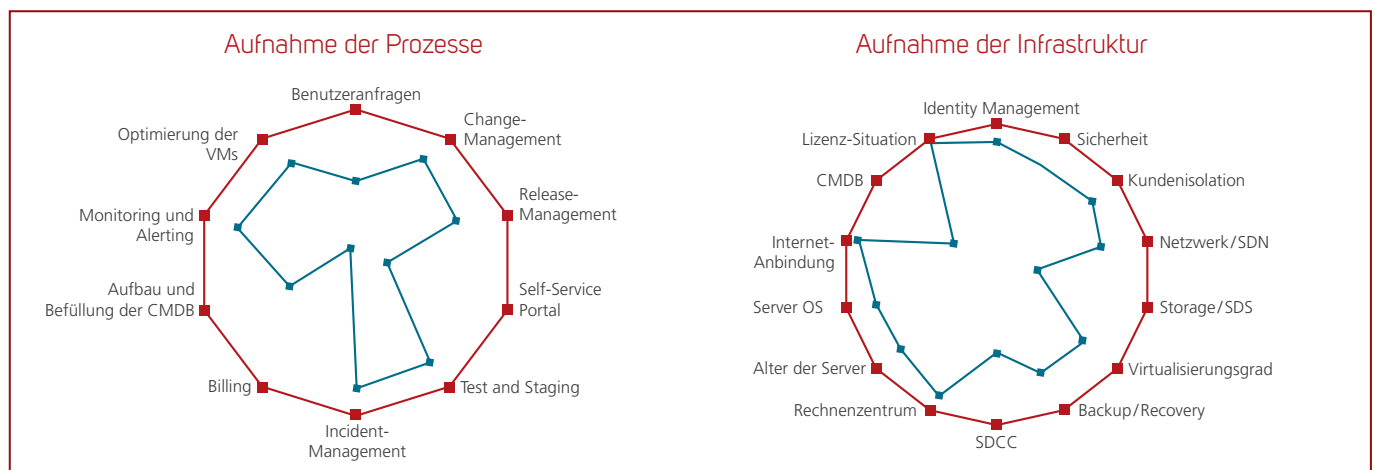 Aufnahme der Prozesse
Benutzeranfragen
Change-
Management
Release-
Management
Self-Service
Portal
Test and Staging
Incident-
Management
Billing
Aufbau und
Befüllung der CMDB
Monitoring und
Alerting
Optimierung der
VMs
Aufnahme der Infrastruktur
Identity Management
Sicherheit
Kundenisolation
Netzwerk/SDN
Storage/SDS
Virtualisierungsgrad
Backup/Recovery
SDCC
Rechnenzentrum
Alter der Server
Server OS
Internet-
Anbindung
CMDB
Lizenz-Situation